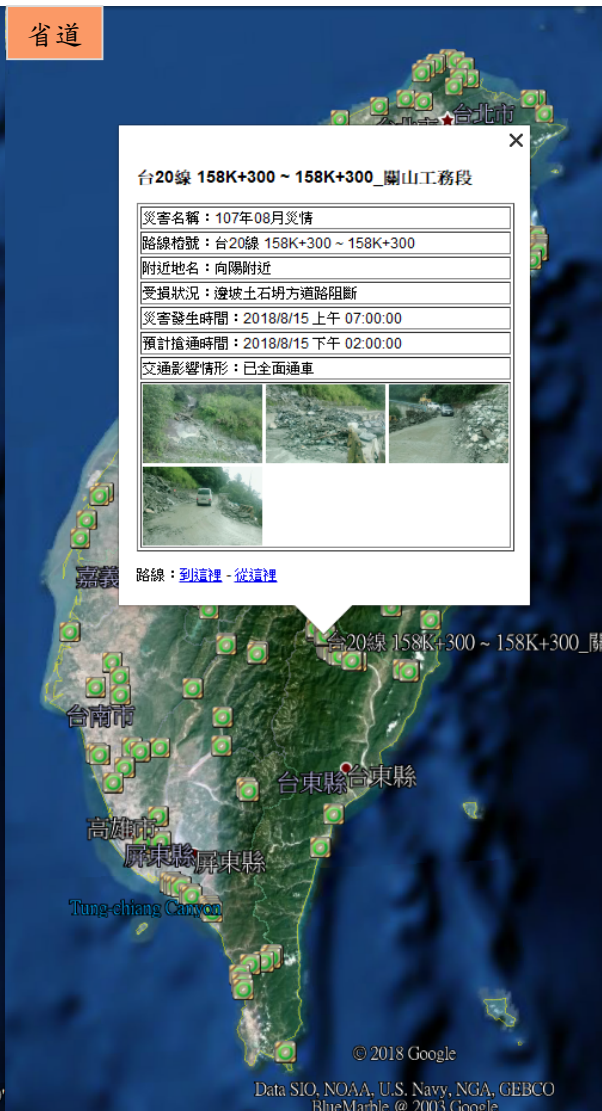 省道
台北市
台20線 158K+300 ~ 158K+300_關山工務段
災害名稱：107年08月災情
路線樁號：台20線 158K+300 ~ 158K+300
附近地名：向陽附近
受損狀況：邊坡土石坍方道路阻斷
災害發生時間：2018/8/15 上午 07:00:00
預計搶通時間：2018/8/15 下午 02:00:00
交通影響情形：已全面通車
路線：到這裡 - 從這裡
嘉義
台20線 158K+300 ~ 158K+300_關
台南市
台東縣 台東縣
高雄市
屏東縣 屏東縣
Tung-chiang Canyon
© 2018 Google
Data SIO, NOAA, U.S. Navy, NGA, GEBCO
BlueMarble @ 2003 Google